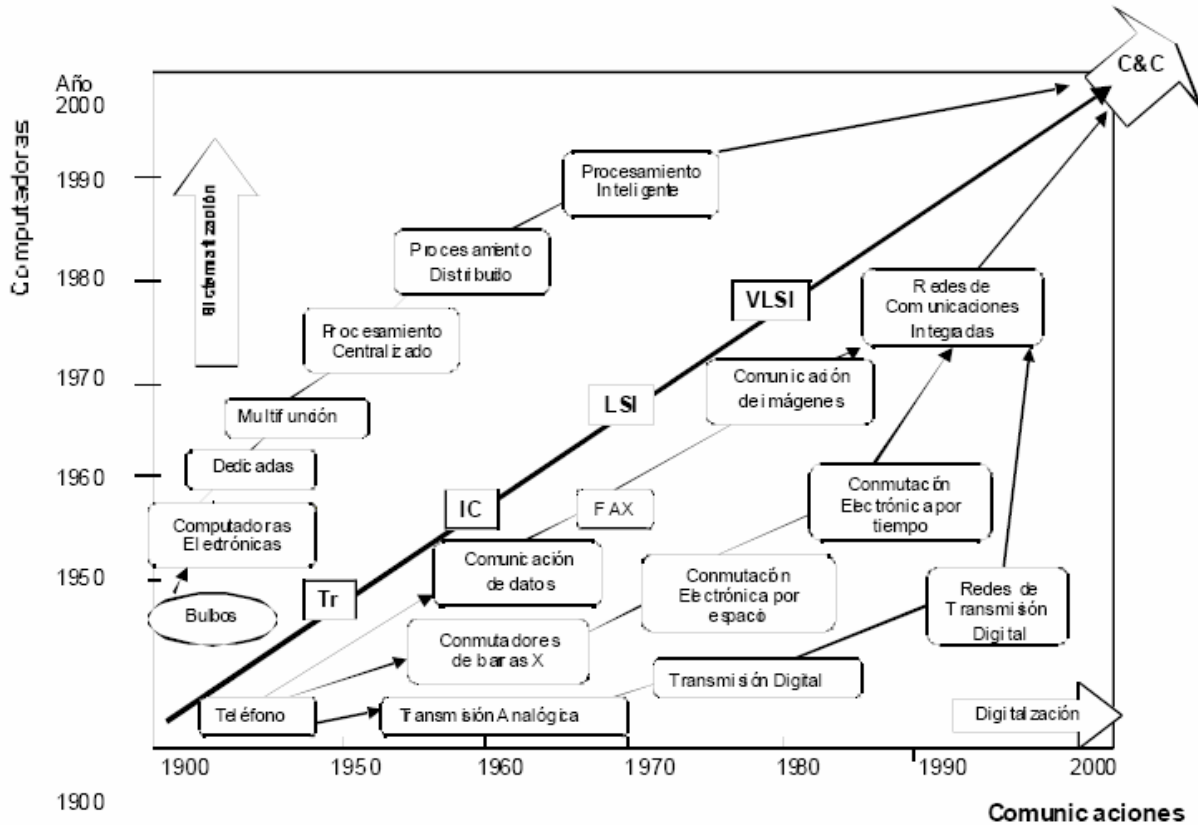 C&C
Año
2000
Computadoras
1990
Procesamiento
Inteligente
Procesamiento
Distribuido
1980
VLSI
Redes de
Comunicaciones
Integradas
Procesamiento
Centralizado
1970
Comunicación
de imágenes
LSI
Multifunción
Dedicadas
1960
IC
FAX
Conmutación
Electrónica por
tiempo
Computadoras
Electrónicas
Comunicación
de datos
1950
Conmutación
Electrónica por
espació
Tr
Bulbos
Redes de
Transmisión
Digital
Conmutadores
de barras X
Transmisión Digital
Teléfono
Transmisión Analógica
Digitalzación
1900
1950
1960
1970
1980
1990
2000
1900
Comunicaciones